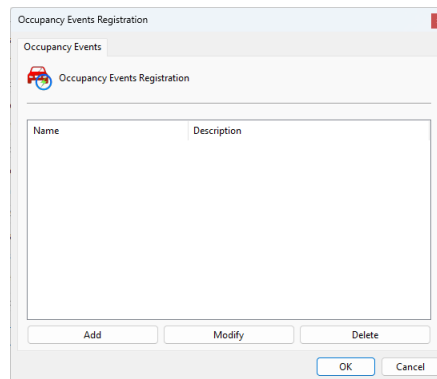 Occupancy Events Registration
Occupancy Events
Occupancy Events Registration
Name Description
Add Modify Delete
OK Cancel